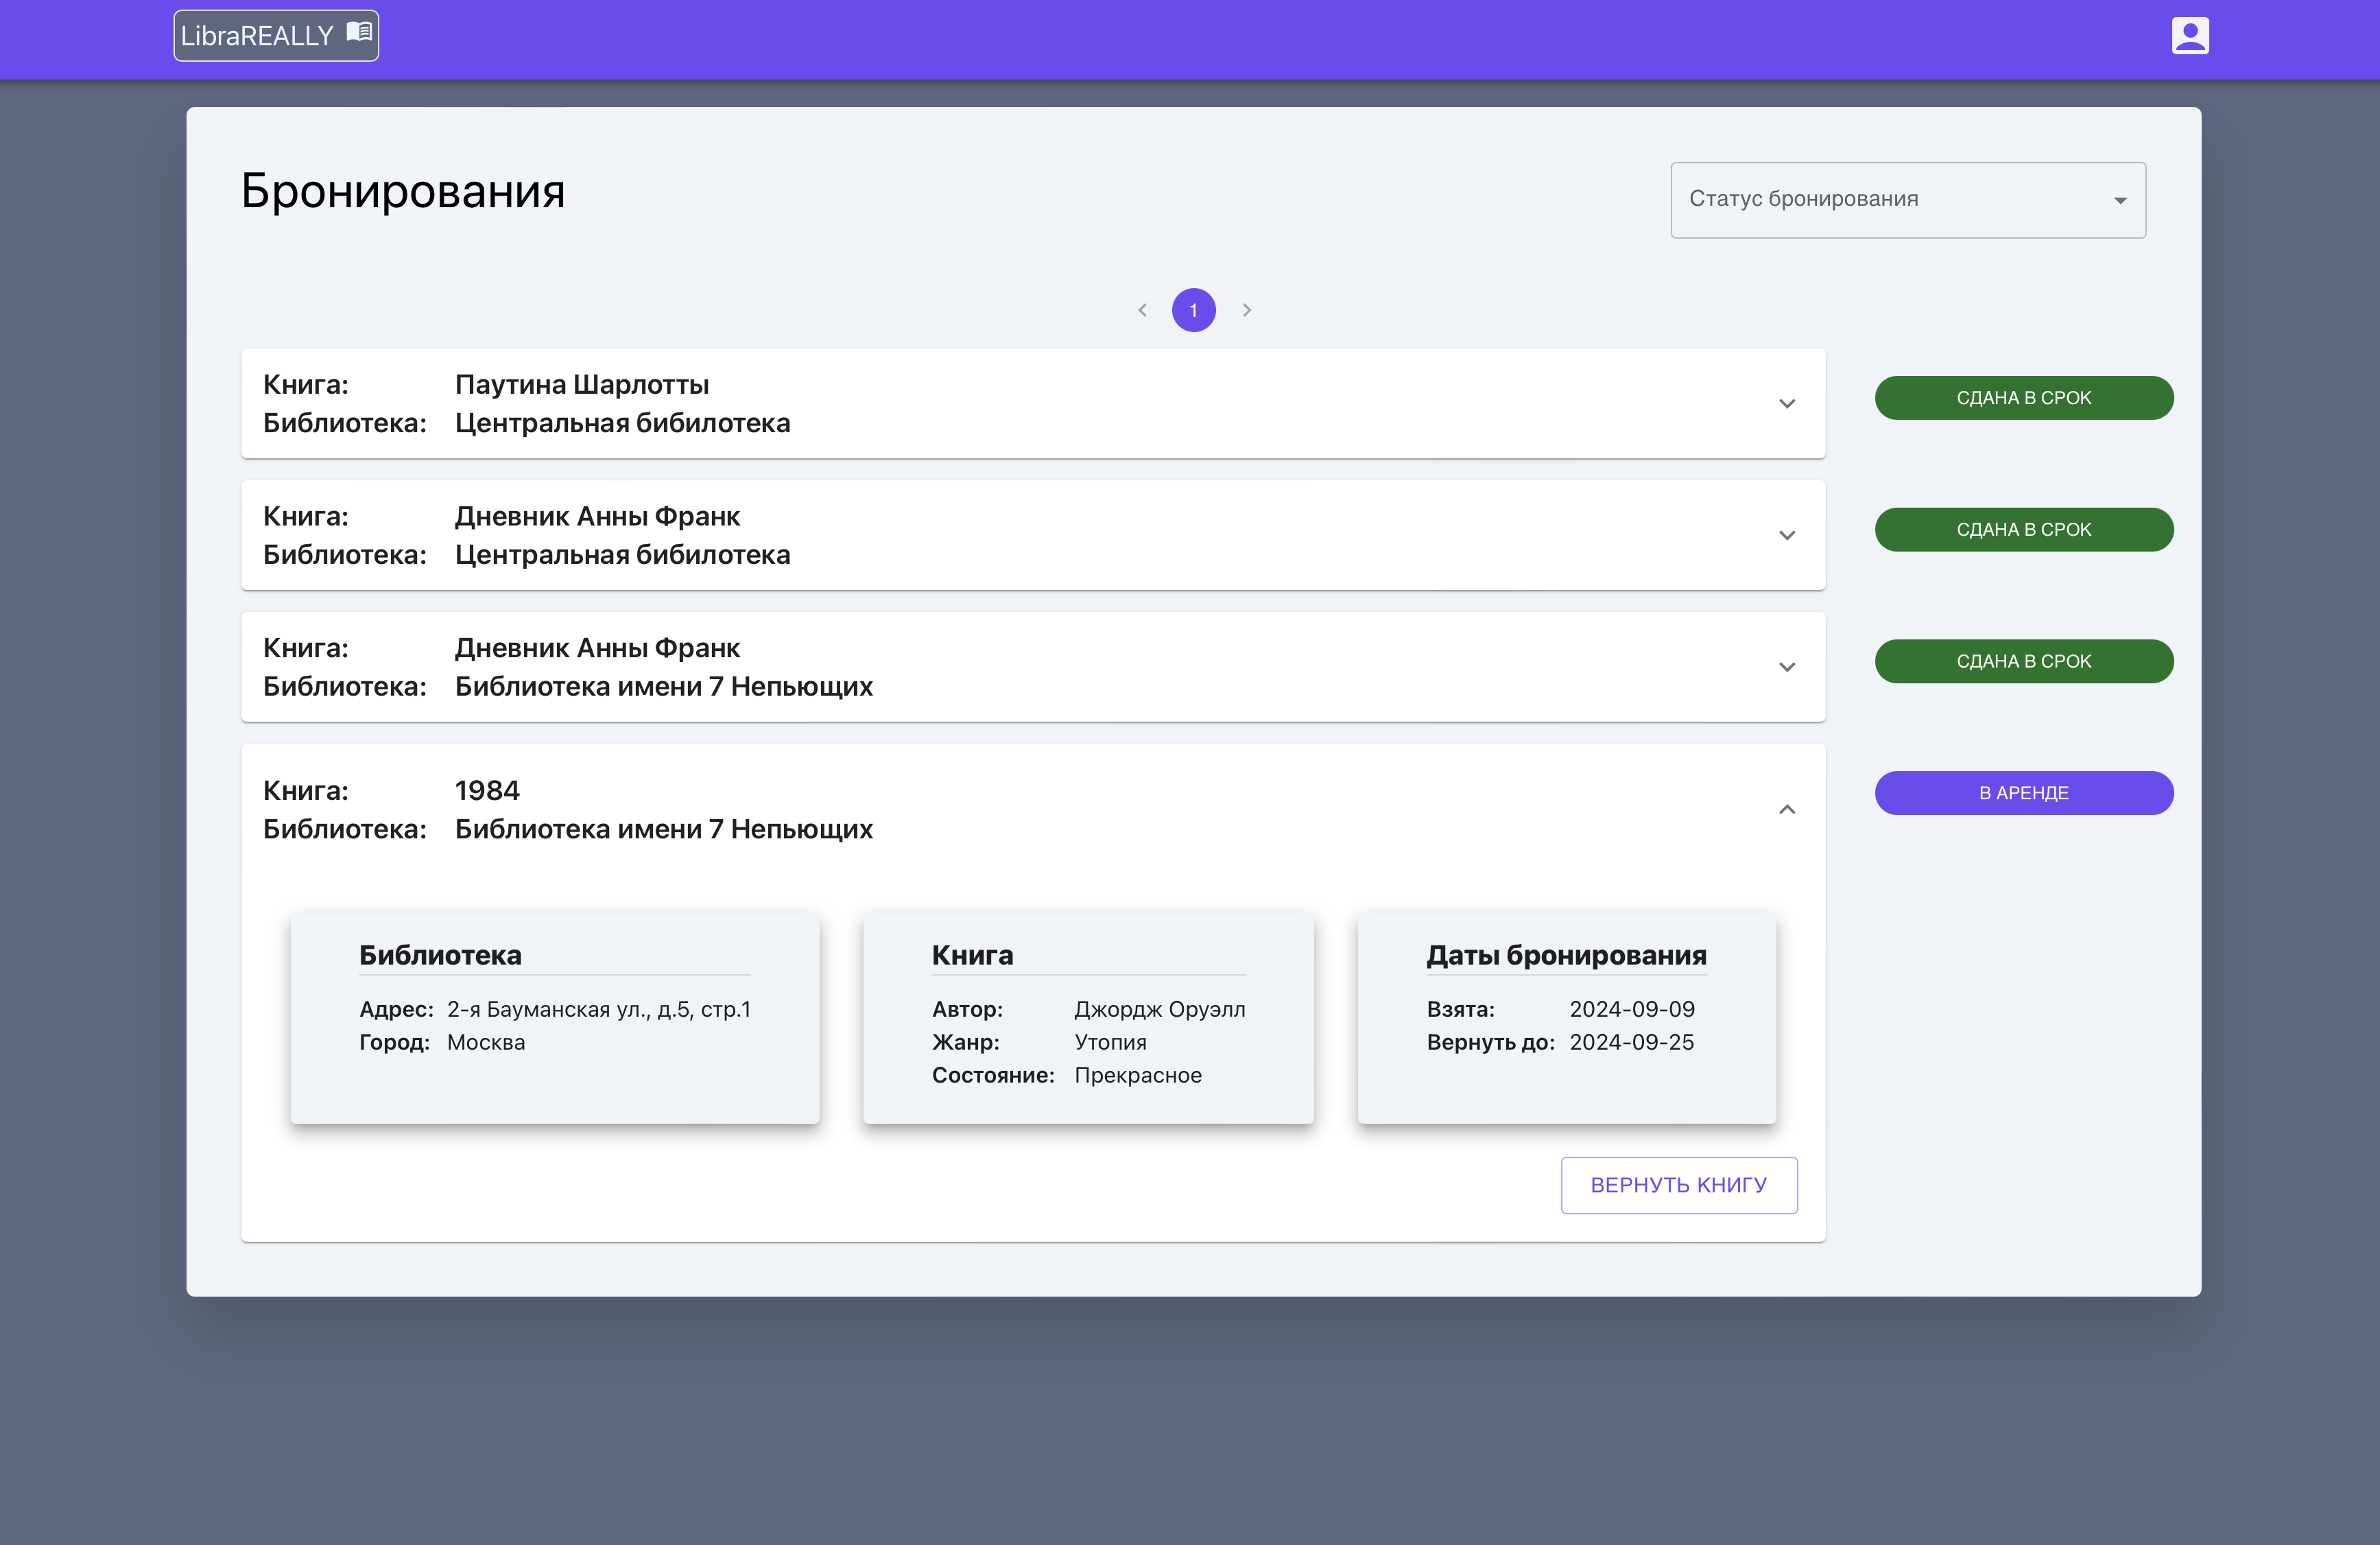 LibraREALLY
Бронирования
Статус бронирования
1
Книга: Паутина Шарлотты
Библиотека: Центральная бибилотека
СДАНА В СРОК
Книга: Дневник Анны Франк
Библиотека: Центральная бибилотека
СДАНА В СРОК
Книга: Дневник Анны Франк
Библиотека: Библиотека имени 7 Непьющих
СДАНА В СРОК
Книга: 1984
Библиотека: Библиотека имени 7 Непьющих
В АРЕНДЕ
Библиотека
Адрес: 2-я Бауманская ул., д.5, стр.1
Город: Москва
Книга
Автор: Джордж Оруэлл
Жанр: Утопия
Состояние: Прекрасное
Даты бронирования
Взята: 2024-09-09
Вернуть до: 2024-09-25
ВЕРНУТЬ КНИГУ